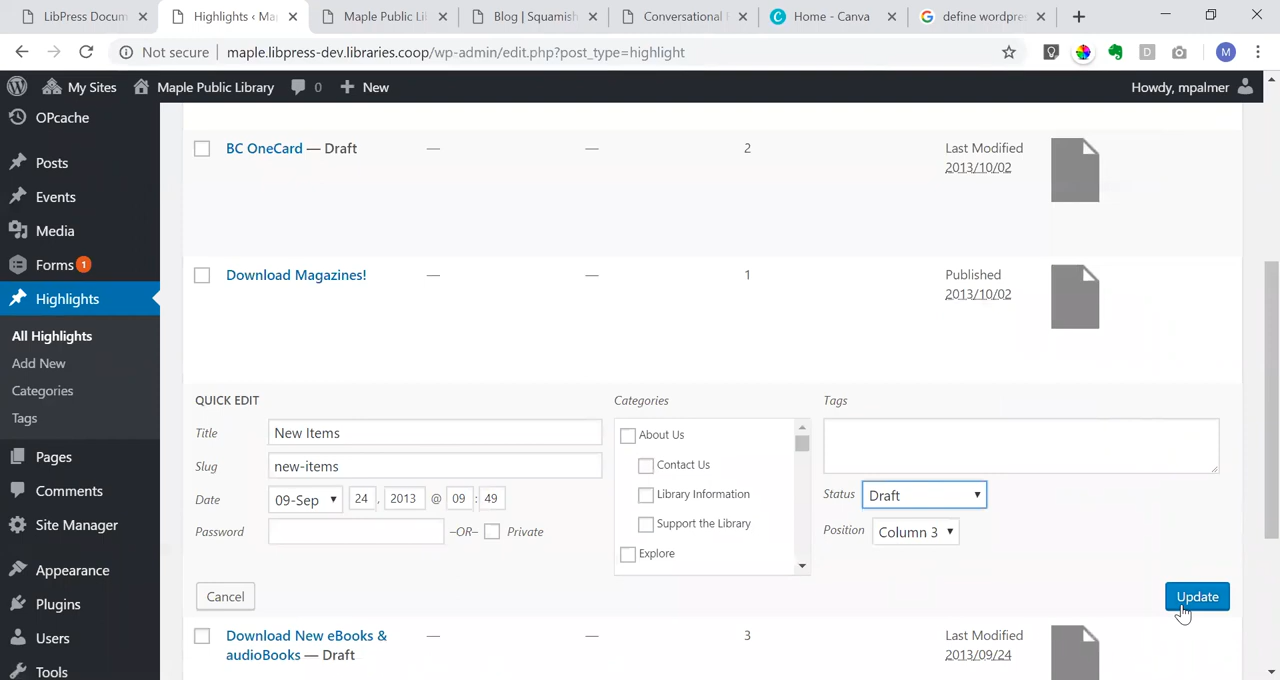 LibPress Docum
Highlights ‹ Ma
Maple Public Li
Blog | Squamish
Conversational
Home - Canva
define wordpre
Not secure
maple.libpress-dev.libraries.coop/wp-admin/edit.php?post_type=highlight
D
M
My Sites
Maple Public Library
0
New
Howdy, mpalmer
OPcache
Posts
Events
Media
Forms 1
Highlights
All Highlights
Add New
Categories
Tags
Pages
Comments
Site Manager
Appearance
Plugins
Users
Tools
BC OneCard — Draft — — 2 Last Modified
2013/10/02
Download Magazines! — — 1 Published
2013/10/02
QUICK EDIT
Title New Items
Slug new-items
Date 09-Sep 24, 2013 @ 09 : 49
Password –OR– Private
Categories
About Us
Contact Us
Library Information
Support the Library
Explore
Tags
Status Draft
Position Column 3
Cancel
Update
Download New eBooks & — — 3 Last Modified
audioBooks — Draft 2013/09/24